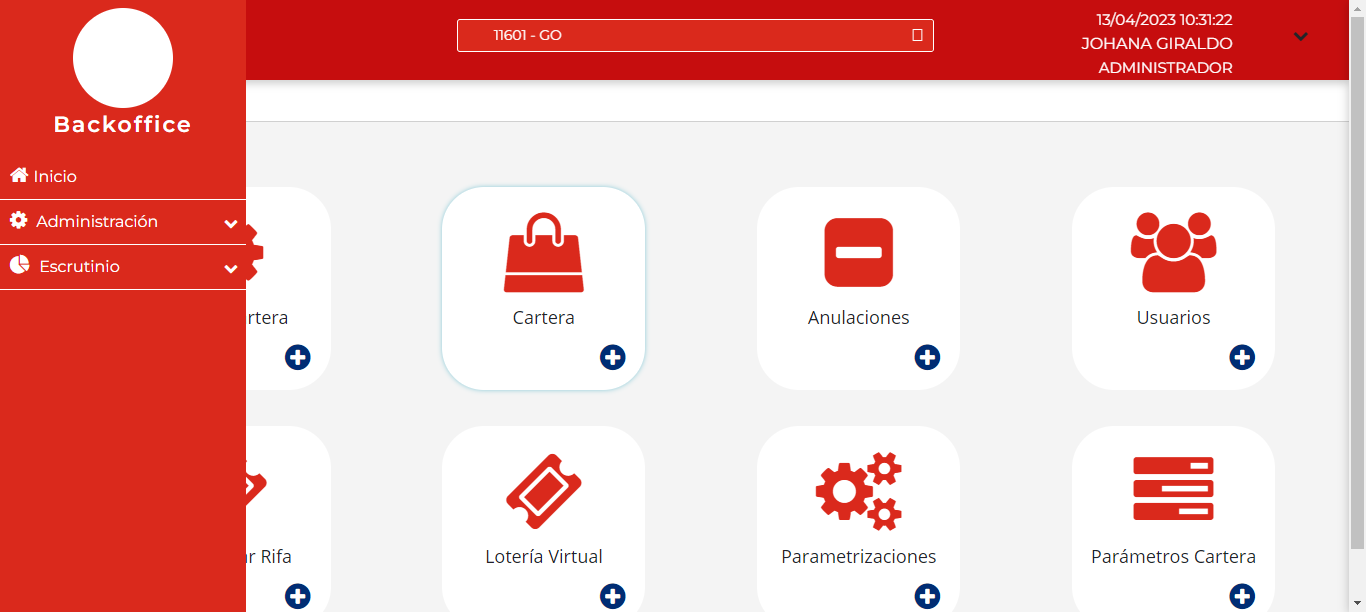 11601 - GO
13/04/2023 10:31:22
JOHANA GIRALDO
ADMINISTRADOR
Backoffice
Inicio
Administración
Escrutinio
rtera
Cartera
Anulaciones
Usuarios
ar Rifa
Lotería Virtual
Parametrizaciones
Parámetros Cartera